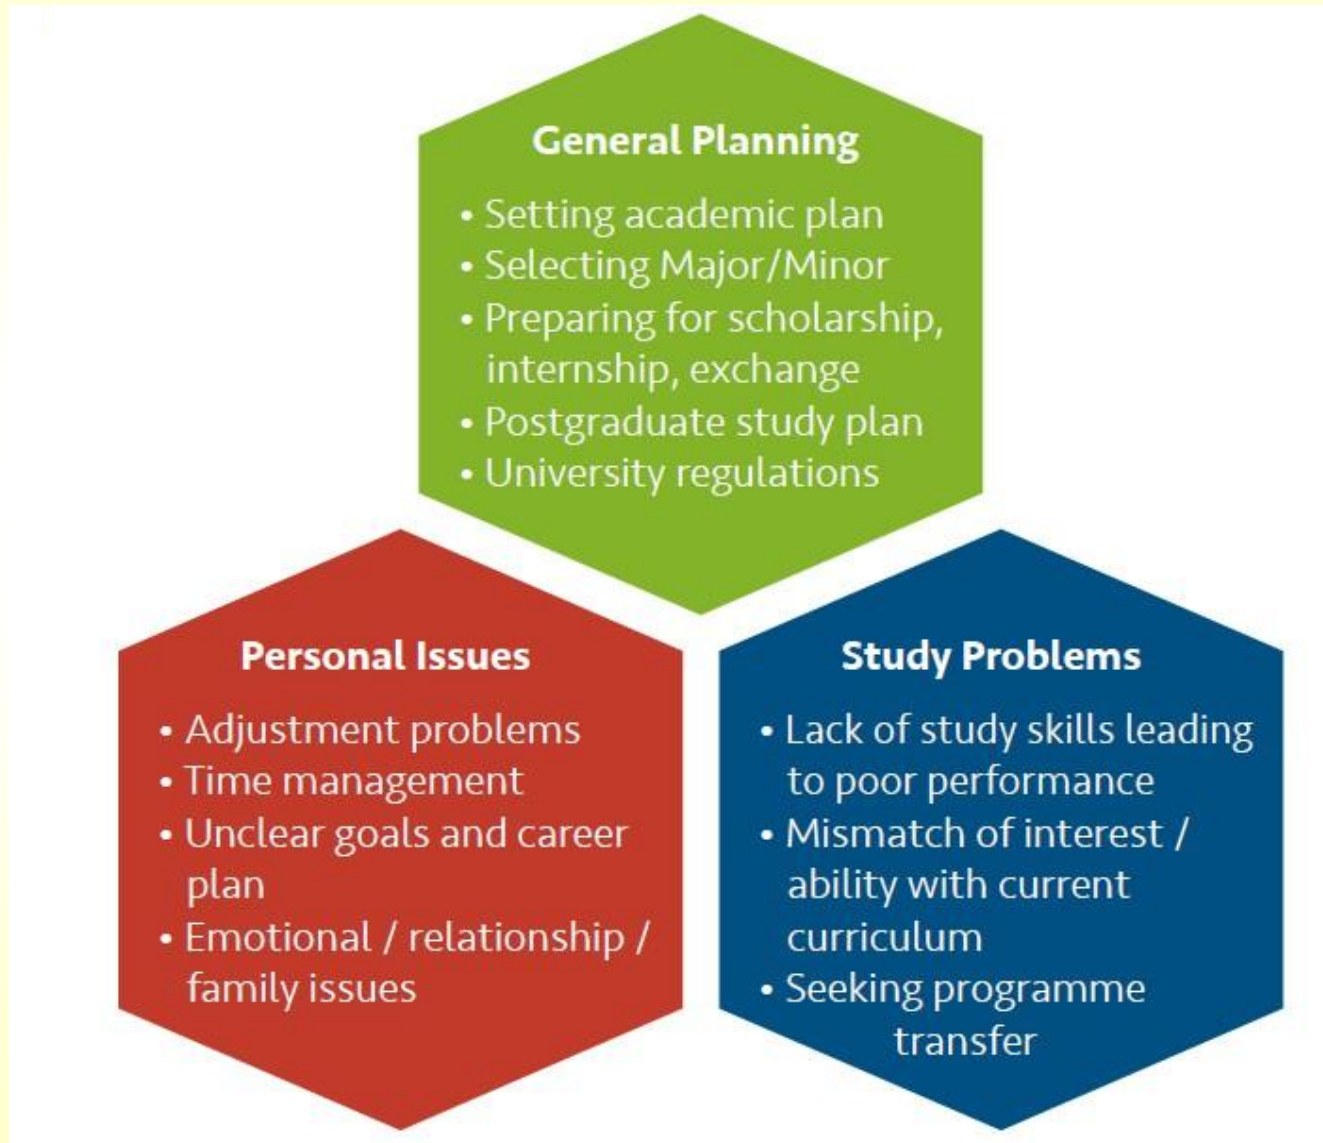 General Planning
• Setting academic plan
• Selecting Major/Minor
• Preparing for scholarship,
internship, exchange
• Postgraduate study plan
• University regulations
Personal Issues
• Adjustment problems
• Time management
• Unclear goals and career
plan
• Emotional / relationship /
family issues
Study Problems
• Lack of study skills leading
to poor performance
• Mismatch of interest /
ability with current
curriculum
• Seeking programme
transfer